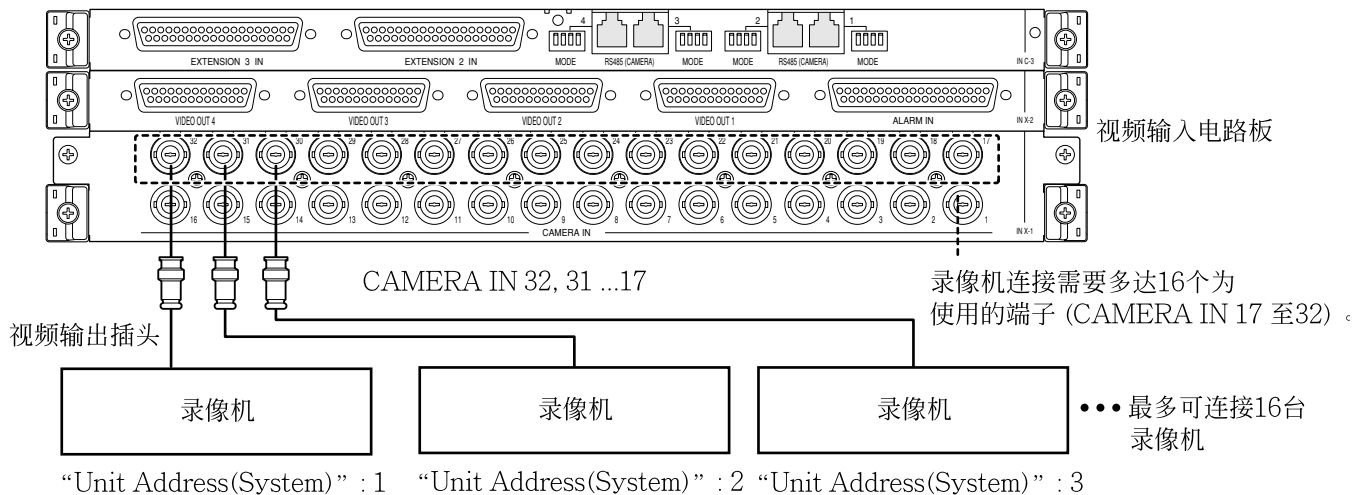 4 3 2 1
EXTENSION 3 IN EXTENSION 2 IN MODE RS485 (CAMERA) MODE MODE RS485 (CAMERA) MODE IN C-3
VIDEO OUT 4 VIDEO OUT 3 VIDEO OUT 2 VIDEO OUT 1 ALARM IN IN X-2
视频输入电路板
32 31 30 29 28 27 26 25 24 23 22 21 20 19 18 17
16 15 14 13 12 11 10 9 8 7 6 5 4 3 2 1
CAMERA IN IN X-1
CAMERA IN 32, 31 ...17
录像机连接需要多达16个为
使用的端子 (CAMERA IN 17 至32) 。
视频输出插头
录像机 录像机 录像机 ••• 最多可连接16台
录像机
“Unit Address(System)” : 1 “Unit Address(System)” : 2 “Unit Address(System)” : 3